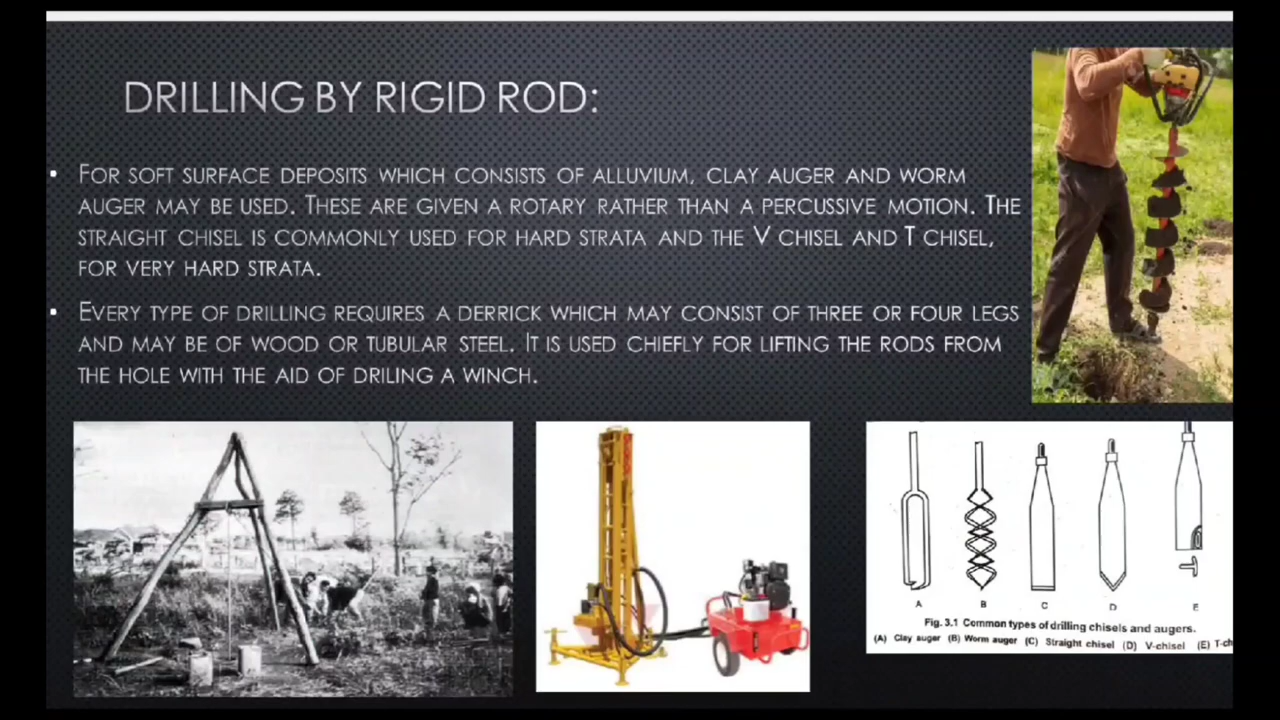 DRILLING BY RIGID ROD:
• FOR SOFT SURFACE DEPOSITS WHICH CONSISTS OF ALLUVIUM, CLAY AUGER AND WORM
AUGER MAY BE USED. THESE ARE GIVEN A ROTARY RATHER THAN A PERCUSSIVE MOTION. THE
STRAIGHT CHISEL IS COMMONLY USED FOR HARD STRATA AND THE V CHISEL AND T CHISEL,
FOR VERY HARD STRATA.
• EVERY TYPE OF DRILLING REQUIRES A DERRICK WHICH MAY CONSIST OF THREE OR FOUR LEGS
AND MAY BE OF WOOD OR TUBULAR STEEL. IT IS USED CHIEFLY FOR LIFTING THE RODS FROM
THE HOLE WITH THE AID OF DRILING A WINCH.
A B C D E
Fig. 3.1 Common types of drilling chisels and augers.
(A) Clay auger (B) Worm auger (C) Straight chisel (D) V-chisel (E) T-ch